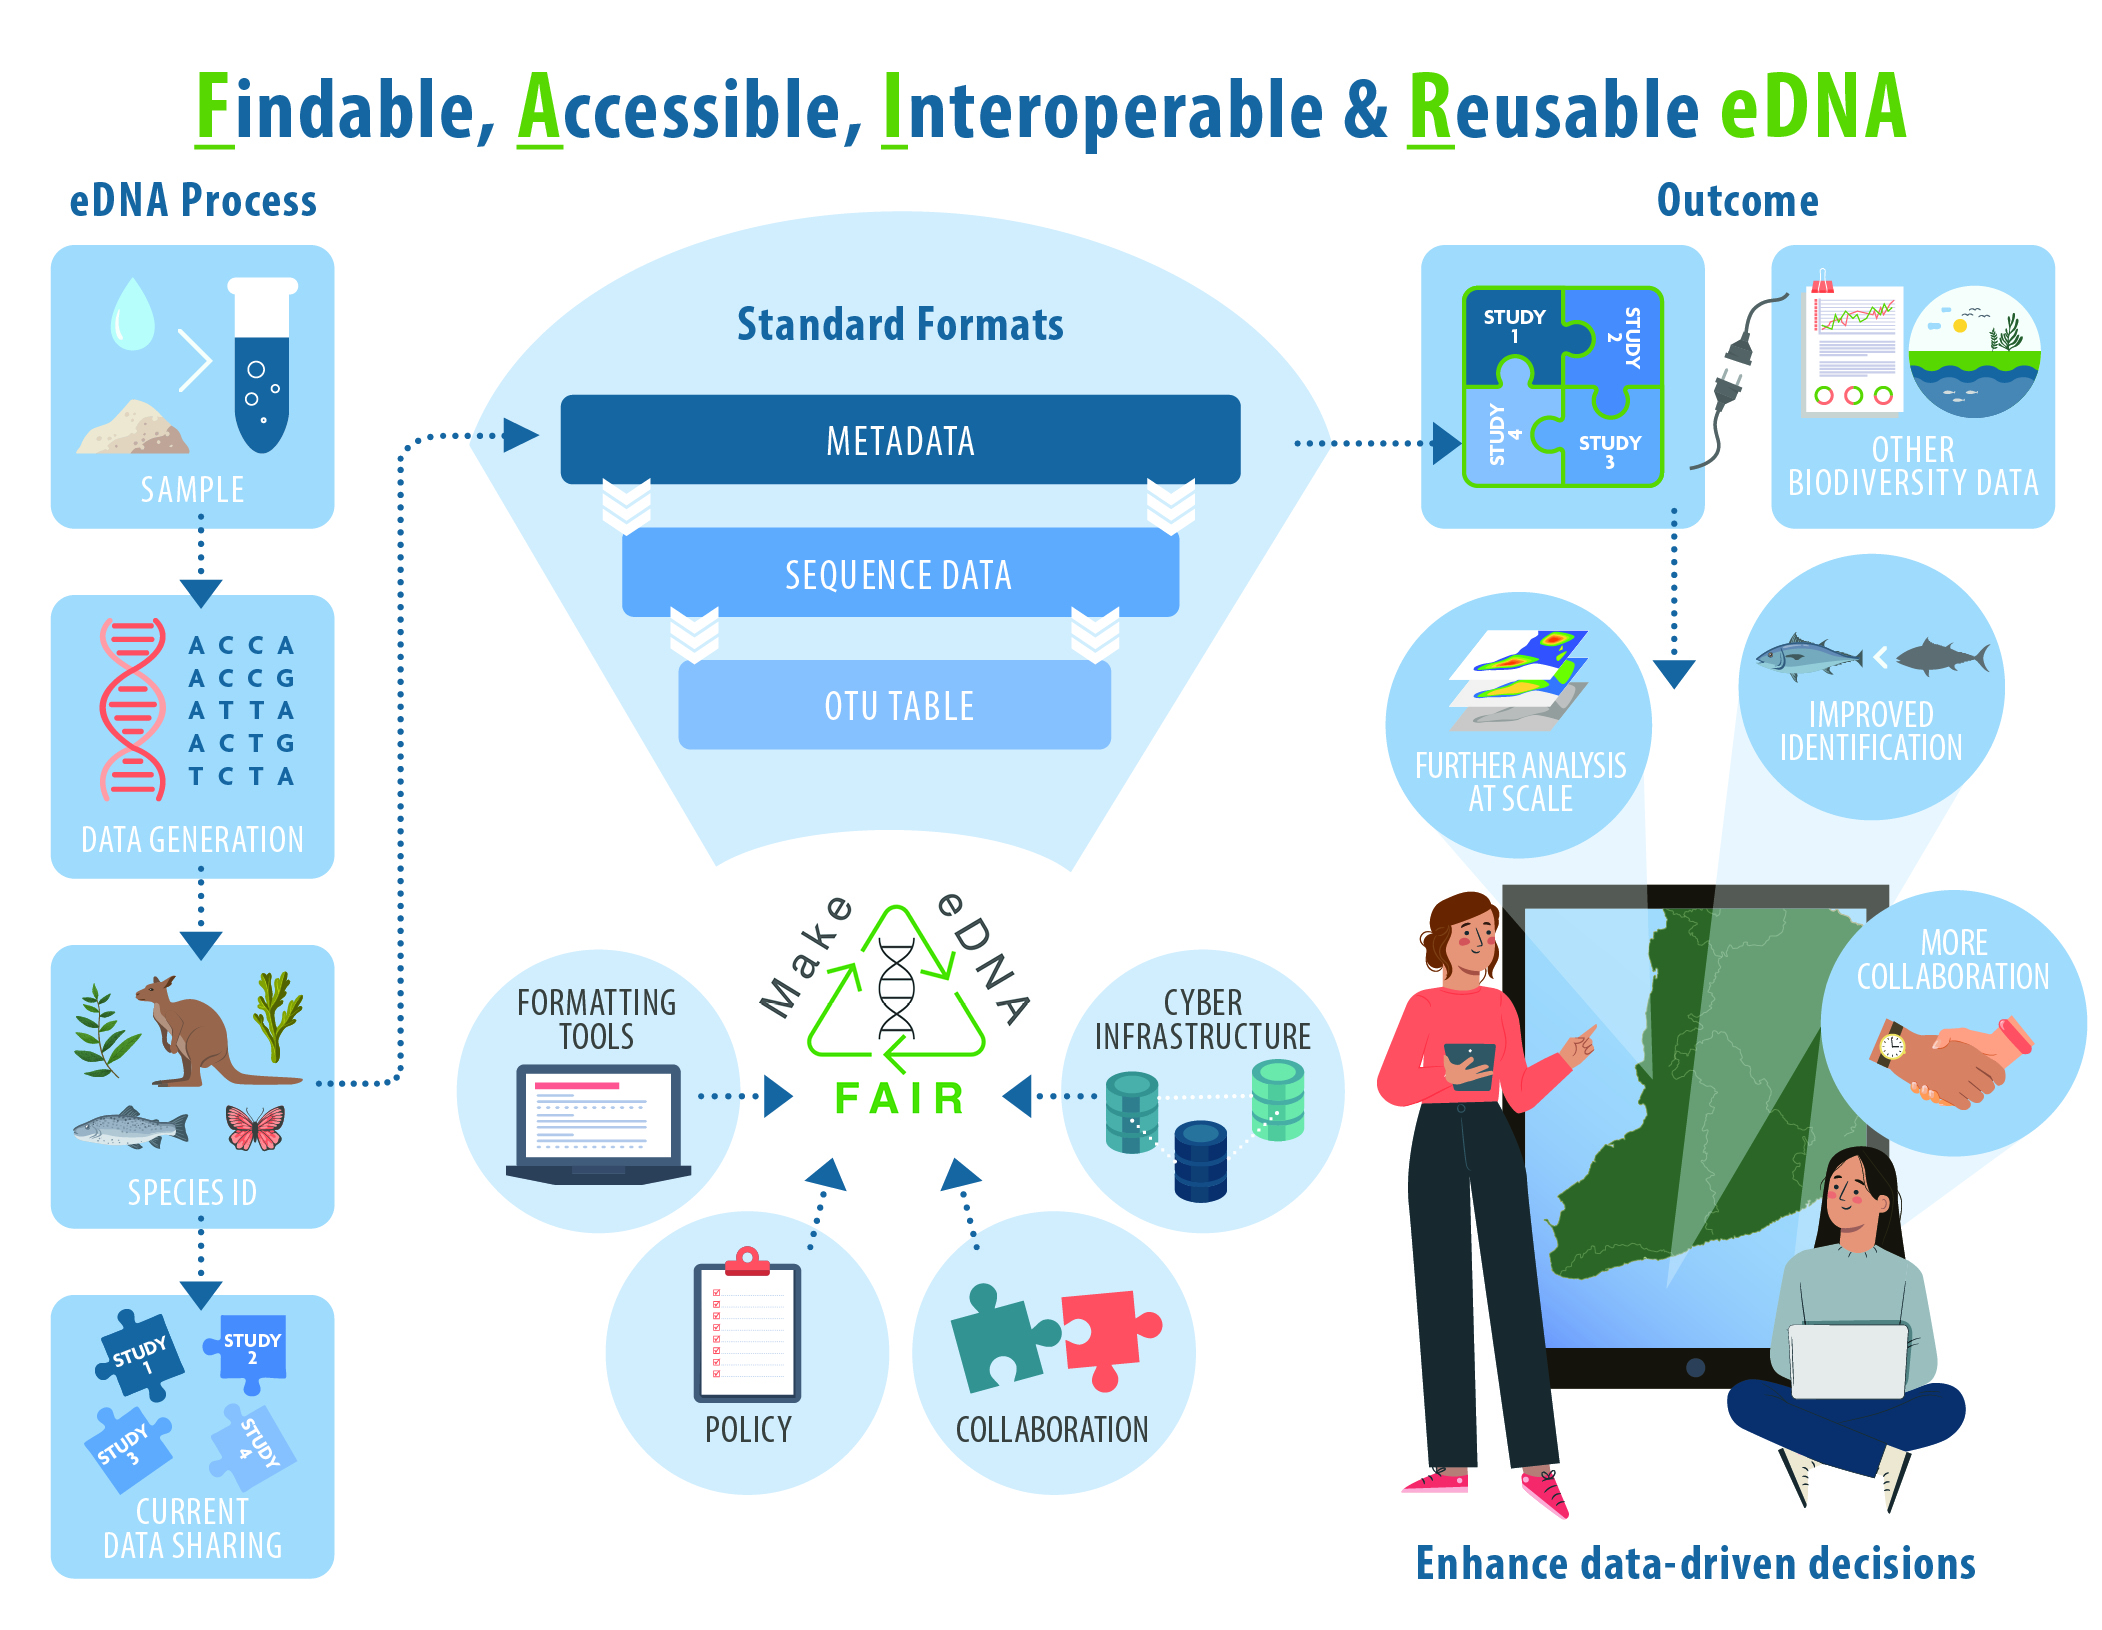 Findable, Accessible, Interoperable & Reusable eDNA
eDNA Process
SAMPLE
A C C A
A C C G
A T T A
A C T G
T C T A
DATA GENERATION
SPECIES ID
STUDY
1
STUDY
2
STUDY
3
STUDY
4
CURRENT
DATA SHARING
Standard Formats
METADATA
SEQUENCE DATA
OTU TABLE
Make eDNA
FAIR
FORMATTING
TOOLS
POLICY
COLLABORATION
CYBER
INFRASTRUCTURE
Outcome
STUDY
1
STUDY
2
STUDY
3
STUDY
4
OTHER
BIODIVERSITY DATA
FURTHER ANALYSIS
AT SCALE
IMPROVED
IDENTIFICATION
MORE
COLLABORATION
Enhance data-driven decisions